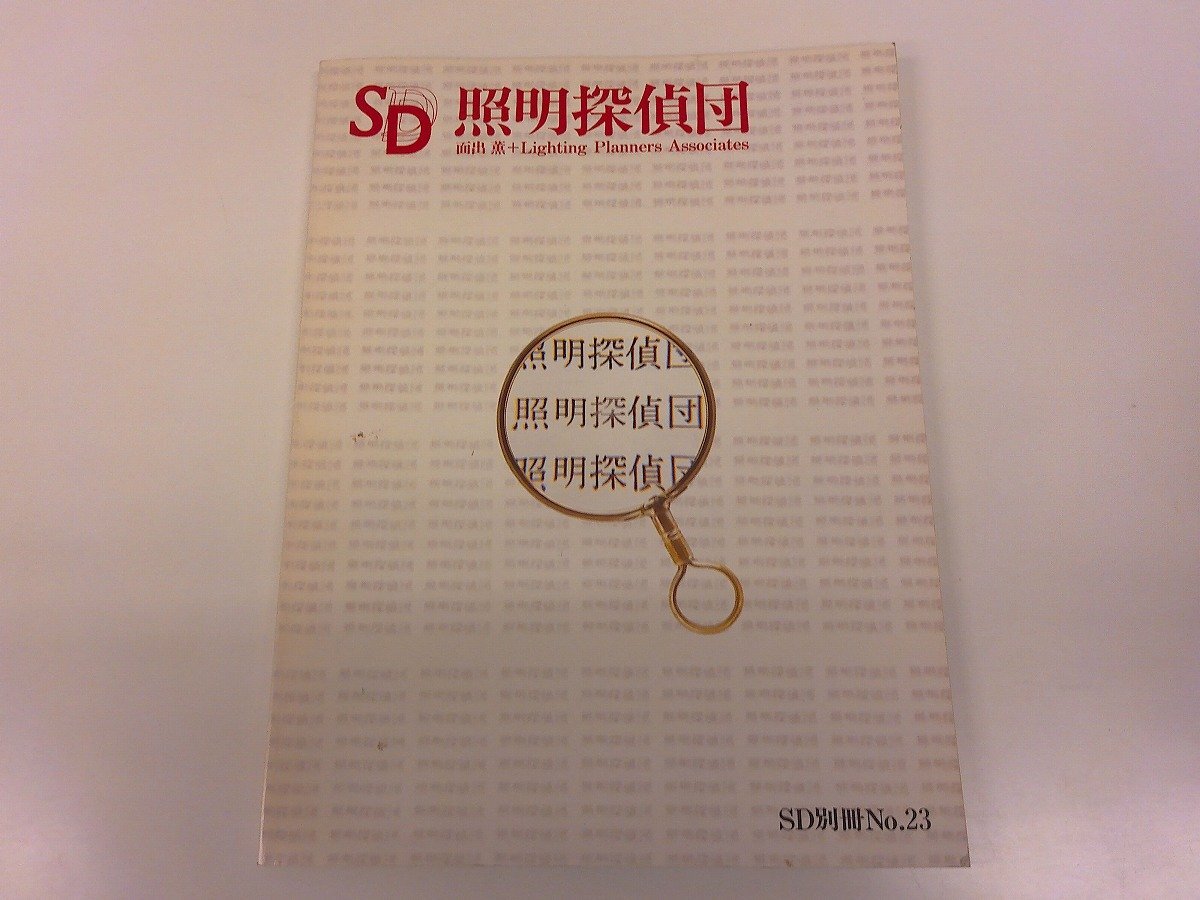 SD 照明探偵団
面出 薫+Lighting Planners Associates
照明探偵団
照明探偵団
照明探偵団
SD別冊No.23